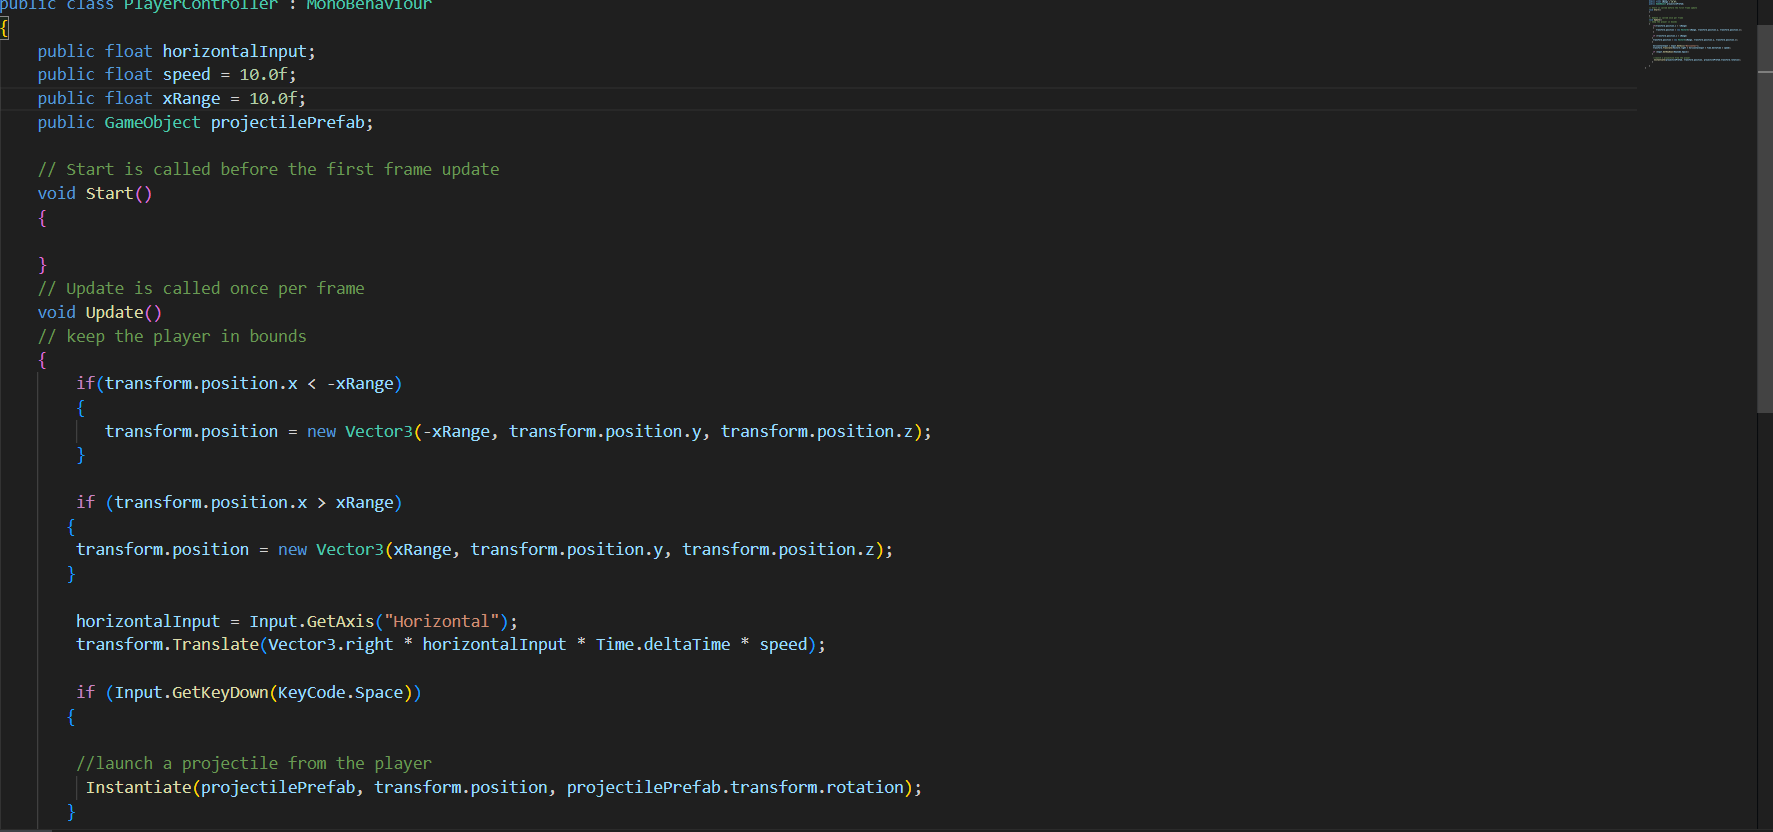 public class PlayerController : MonoBehaviour
{
public float horizontalInput;
public float speed = 10.0f;
public float xRange = 10.0f;
public GameObject projectilePrefab;
// Start is called before the first frame update
void Start()
{
}
// Update is called once per frame
void Update()
// keep the player in bounds
{
if(transform.position.x < -xRange)
{
transform.position = new Vector3(-xRange, transform.position.y, transform.position.z);
}
if (transform.position.x > xRange)
{
transform.position = new Vector3(xRange, transform.position.y, transform.position.z);
}
horizontalInput = Input.GetAxis("Horizontal");
transform.Translate(Vector3.right * horizontalInput * Time.deltaTime * speed);
if (Input.GetKeyDown(KeyCode.Space))
{
//launch a projectile from the player
Instantiate(projectilePrefab, transform.position, projectilePrefab.transform.rotation);
}